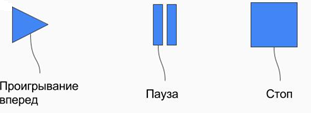 Проигрывание
вперед
Пауза
Стоп